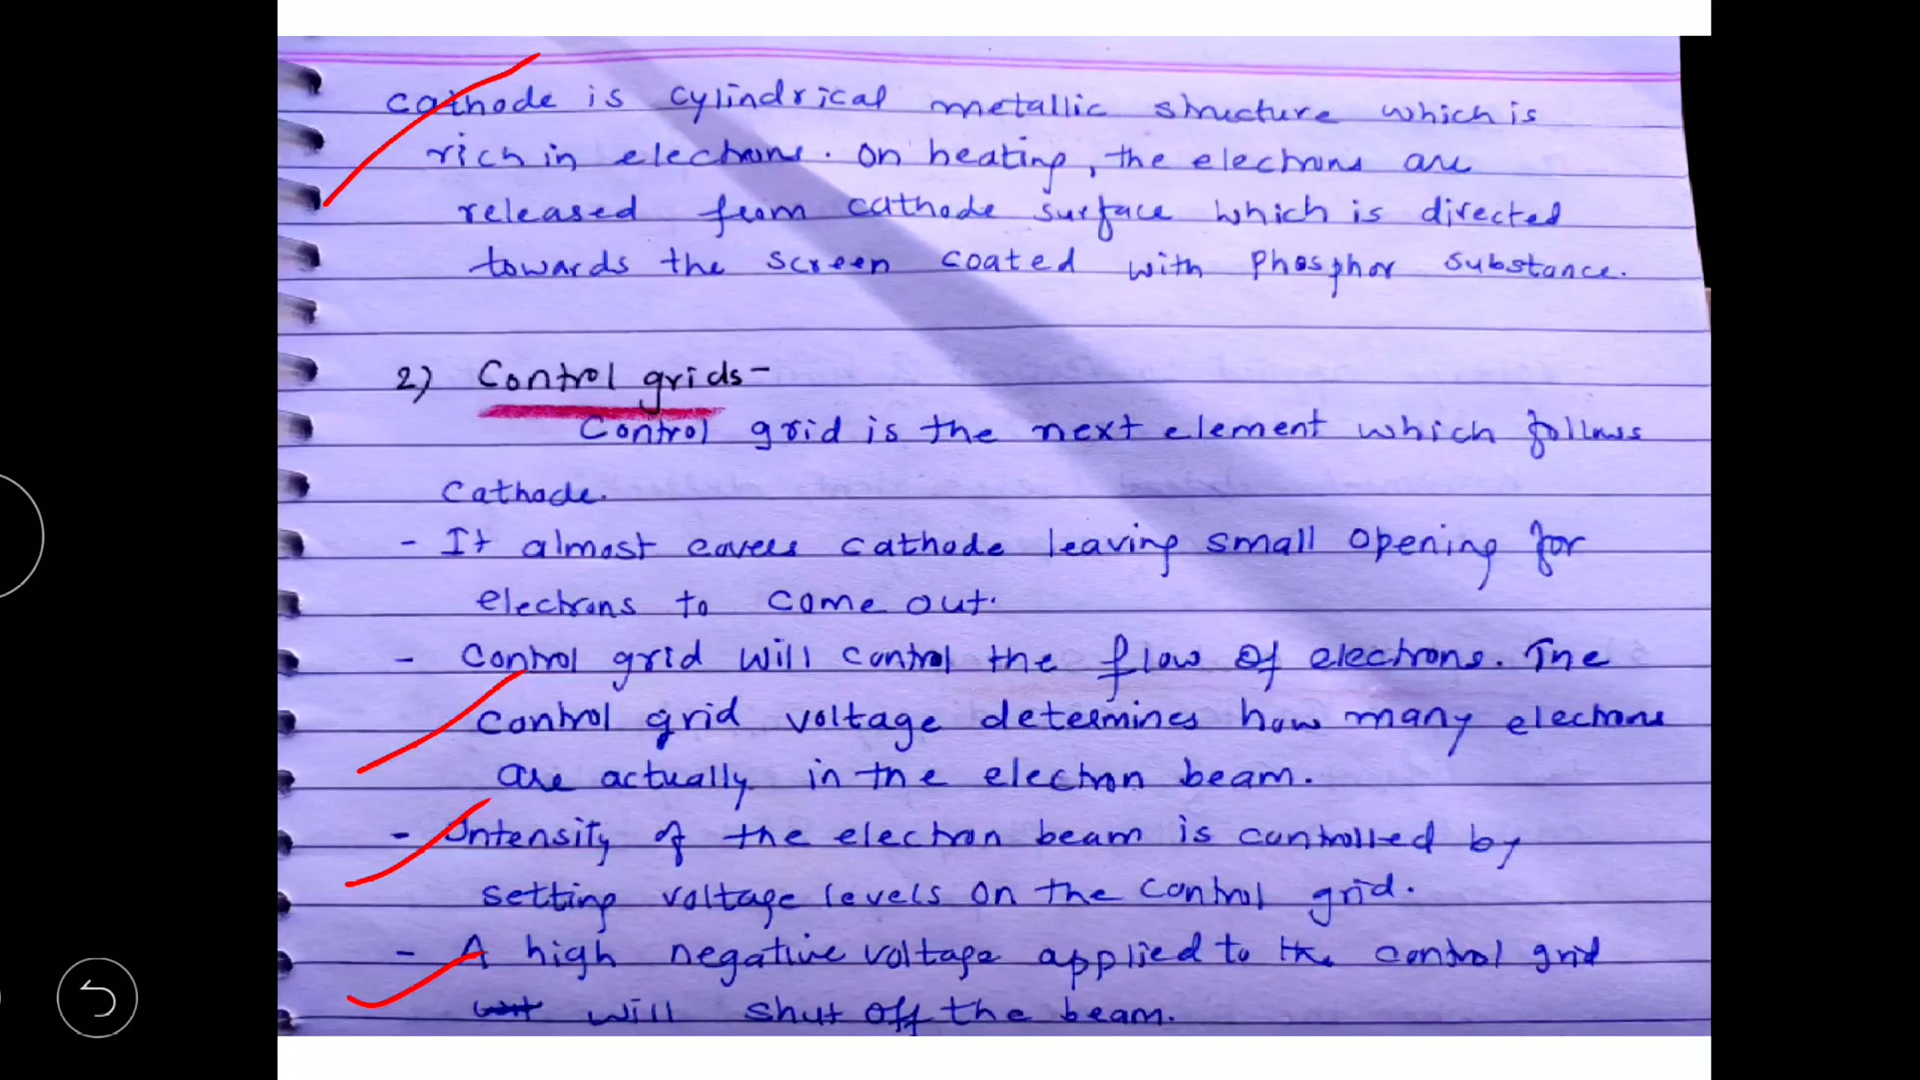 cathode is cylindrical metallic structure which is
rich in electrons. On heating, the electrons are
released from cathode surface which is directed
towards the screen coated with phosphor substance.
2) Control grids-
Control grid is the next element which follows
cathode.
- It almost covers cathode leaving small opening for
electrons to come out.
- Control grid will control the flow of electrons. The
control grid voltage determines how many electrons
are actually in the electron beam.
- Intensity of the electron beam is controlled by
setting voltage levels on the control grid.
- A high negative voltage applied to the control grid
will shut off the beam.